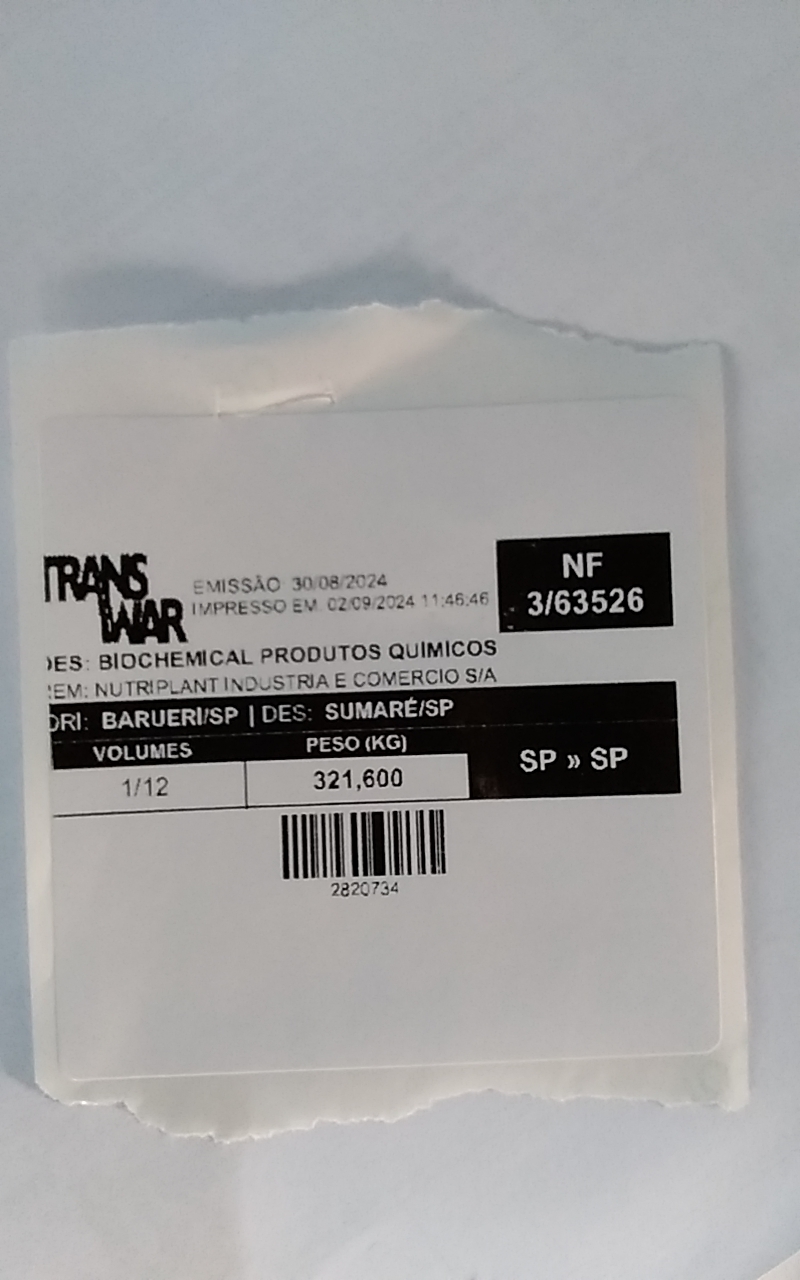 TRANS
WAR
EMISSÃO: 30/08/2024
IMPRESSO EM: 02/09/2024 11:46:46
NF
3/63526
DES: BIOCHEMICAL PRODUTOS QUIMICOS
REM: NUTRIPLANT INDUSTRIA E COMERCIO S/A
ORI: BARUERI/SP | DES: SUMARÉ/SP
VOLUMES
PESO (KG)
SP » SP
1/12
321,600
2820734